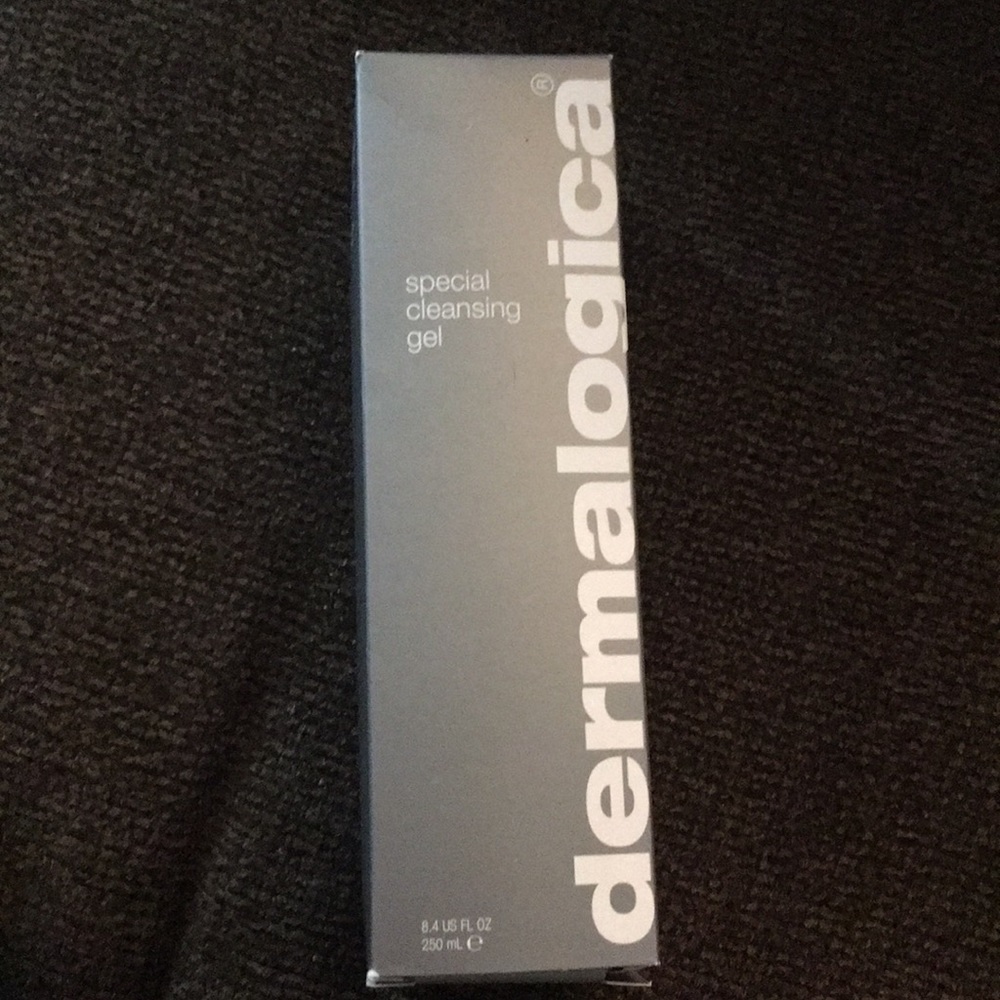 special
cleansing
gel
dermalogica®
8.4 US FL OZ
250 mL ℮